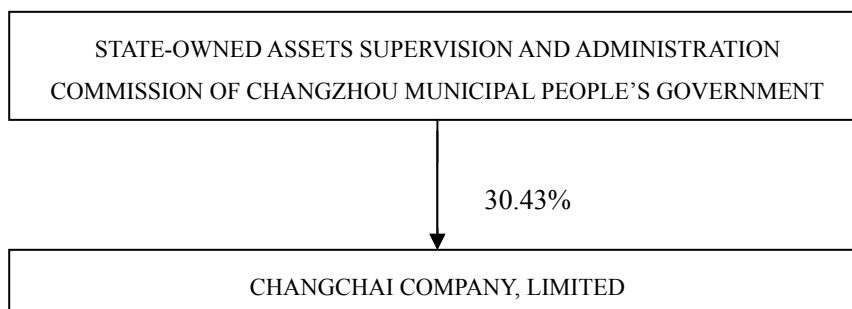 STATE-OWNED ASSETS SUPERVISION AND ADMINISTRATION
COMMISSION OF CHANGZHOU MUNICIPAL PEOPLE’S GOVERNMENT
30.43%
CHANGCHAI COMPANY, LIMITED